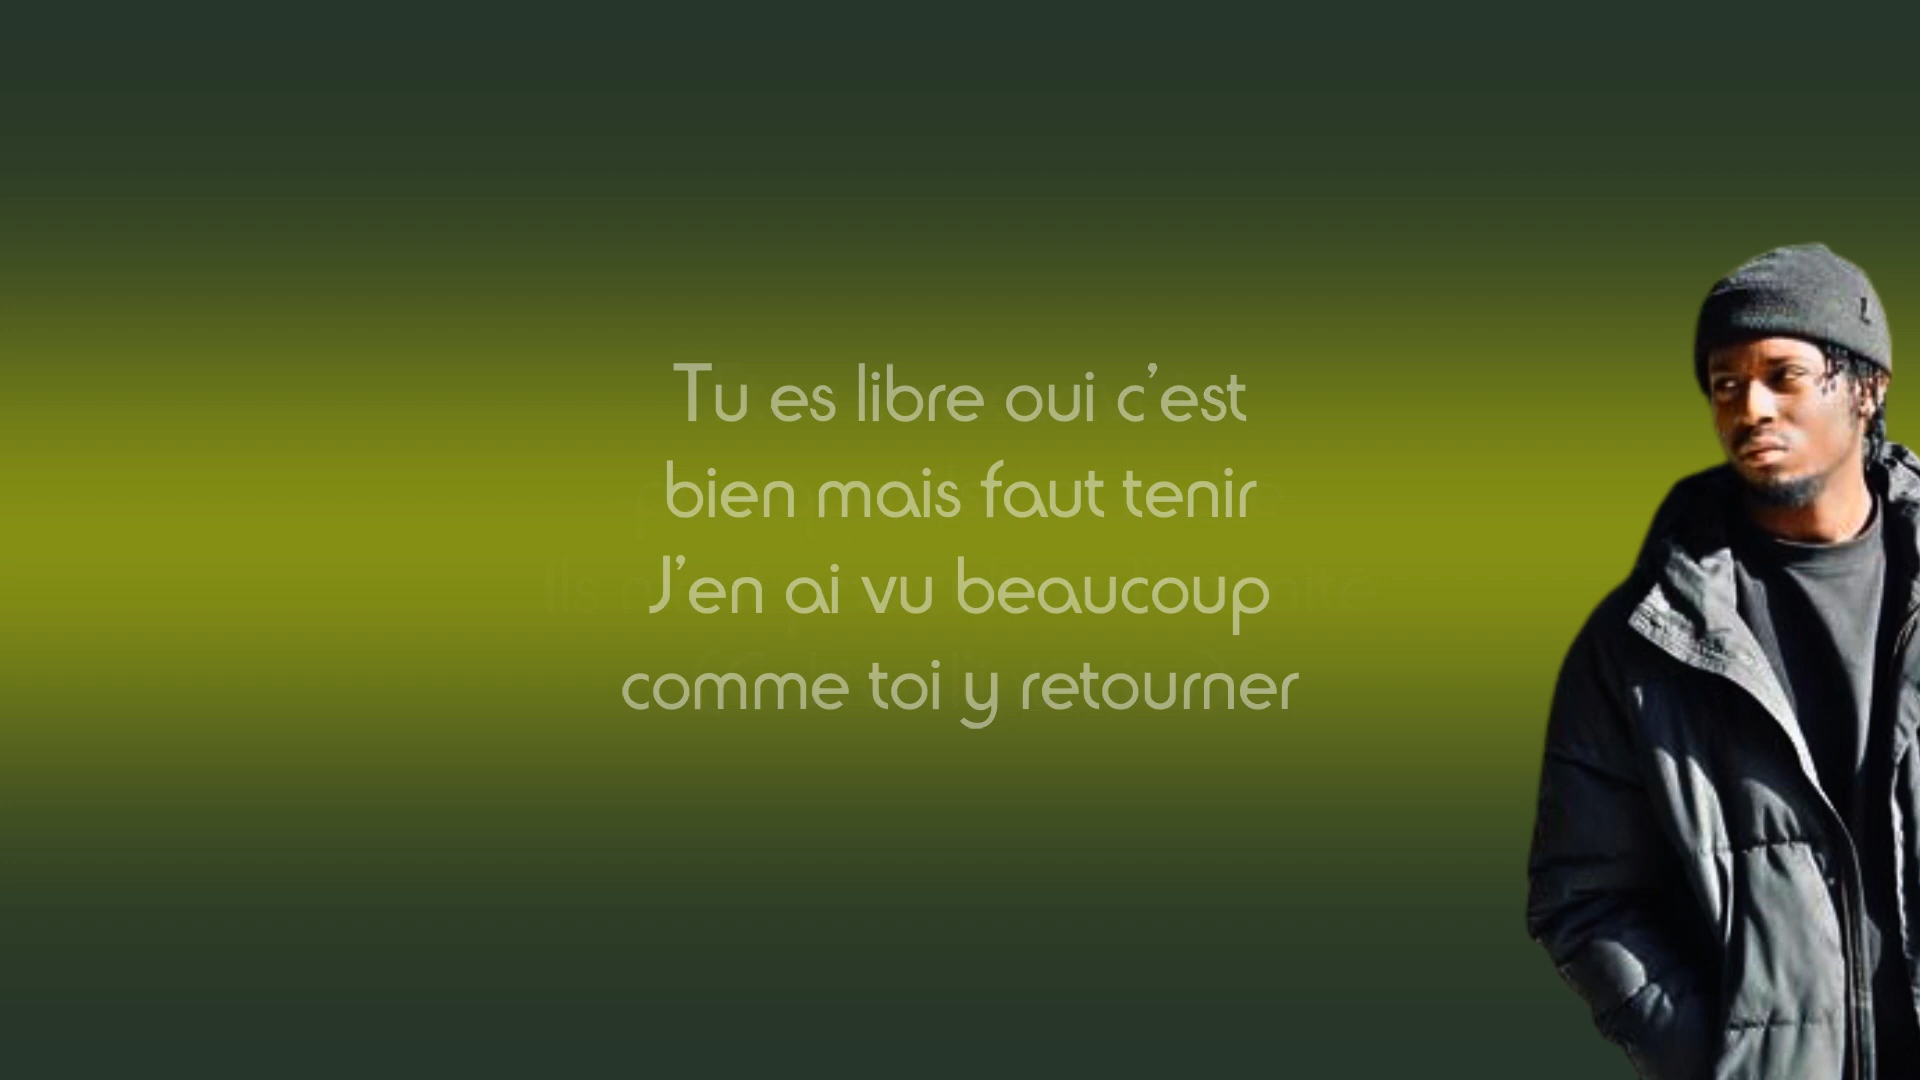 Tu es libre oui c'est
bien mais faut tenir
J'en ai vu beaucoup
comme toi y retourner